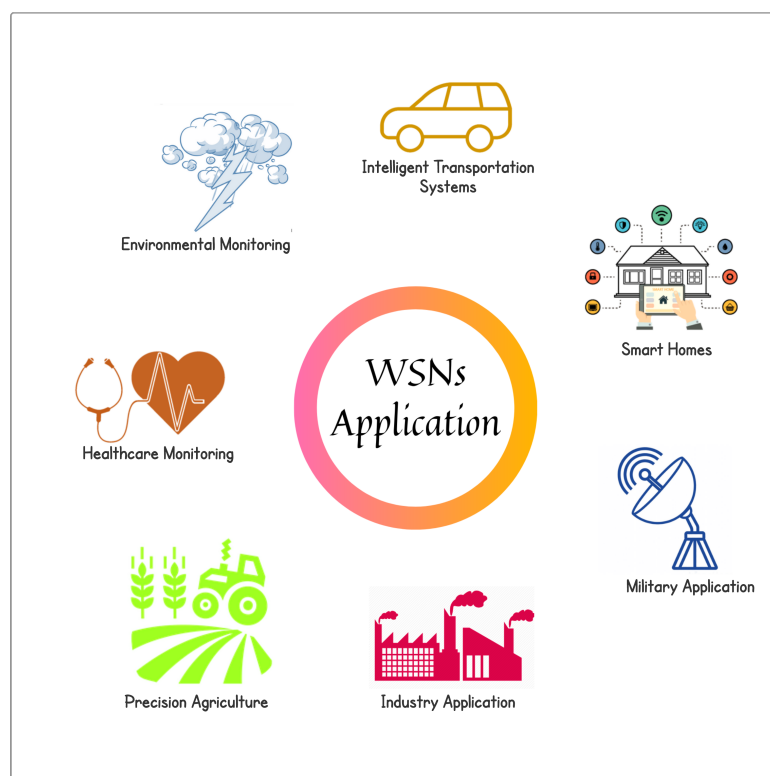 Intelligent Transportation
Systems
Environmental Monitoring
Smart Homes
WSNs
Application
Healthcare Monitoring
Military Application
Precision Agriculture
Industry Application